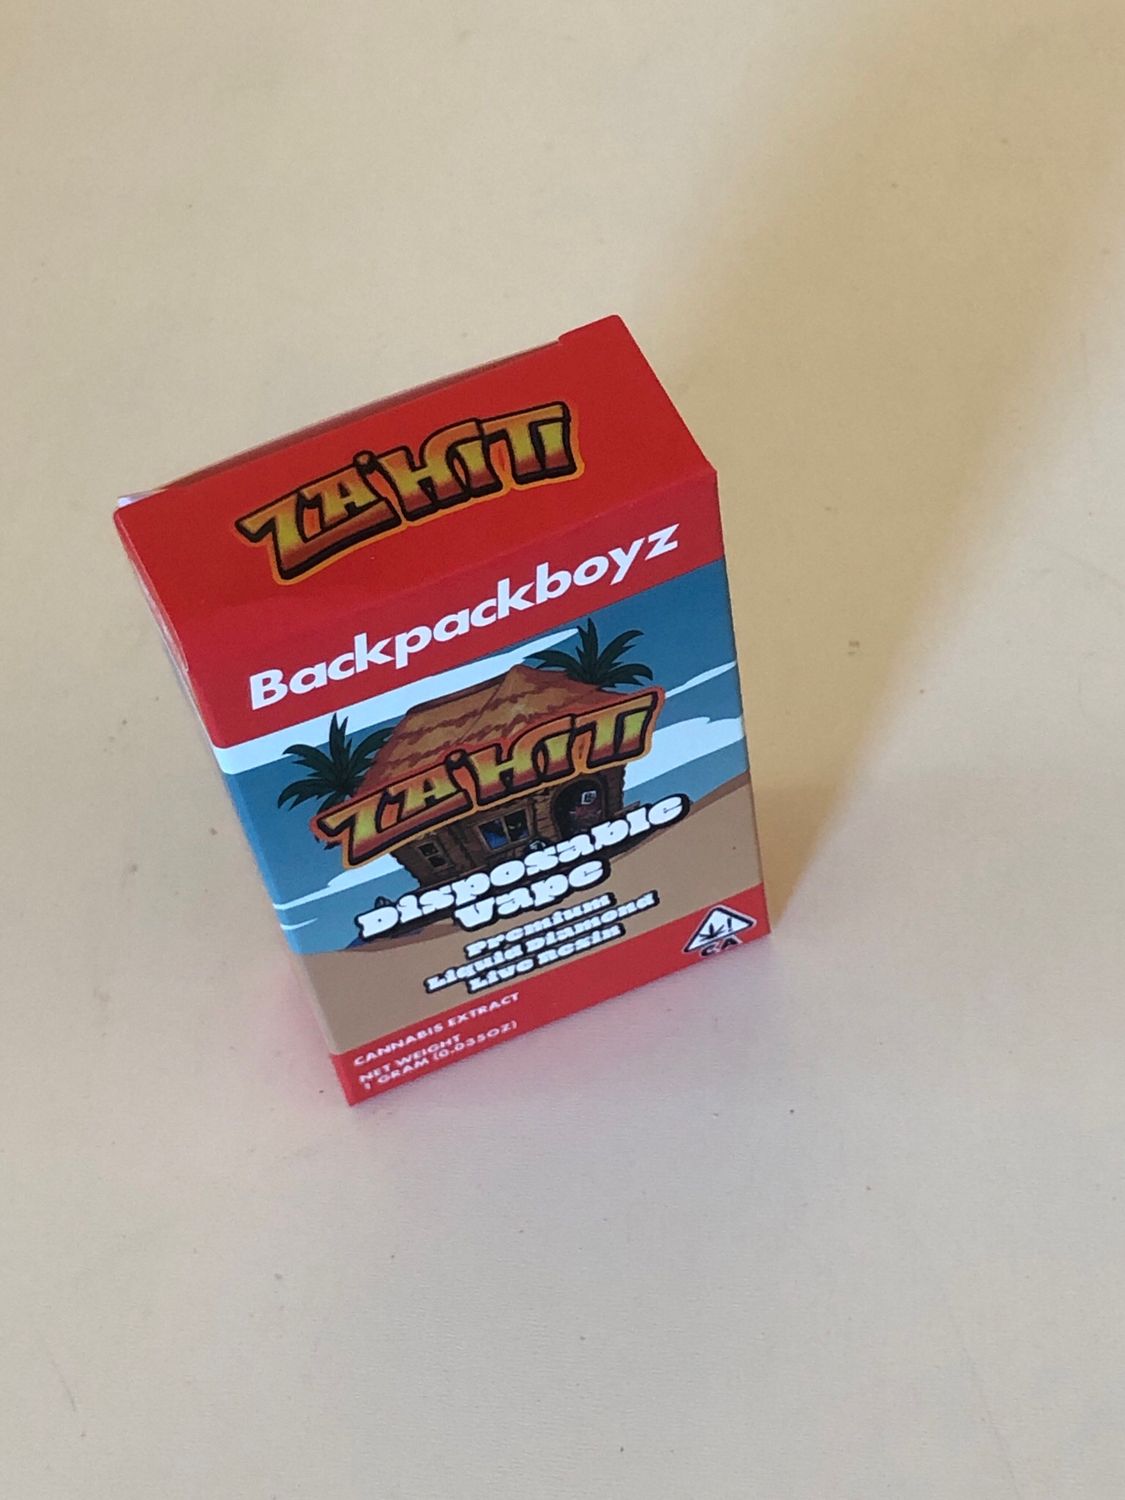 ZA'HITI
Backpackboyz
ZA'HITI
Disposable
Vape
Premium
Liquid Diamond
Live Resin
CANNABIS EXTRACT
NET WEIGHT
1 GRAM (0.035OZ)
! CA